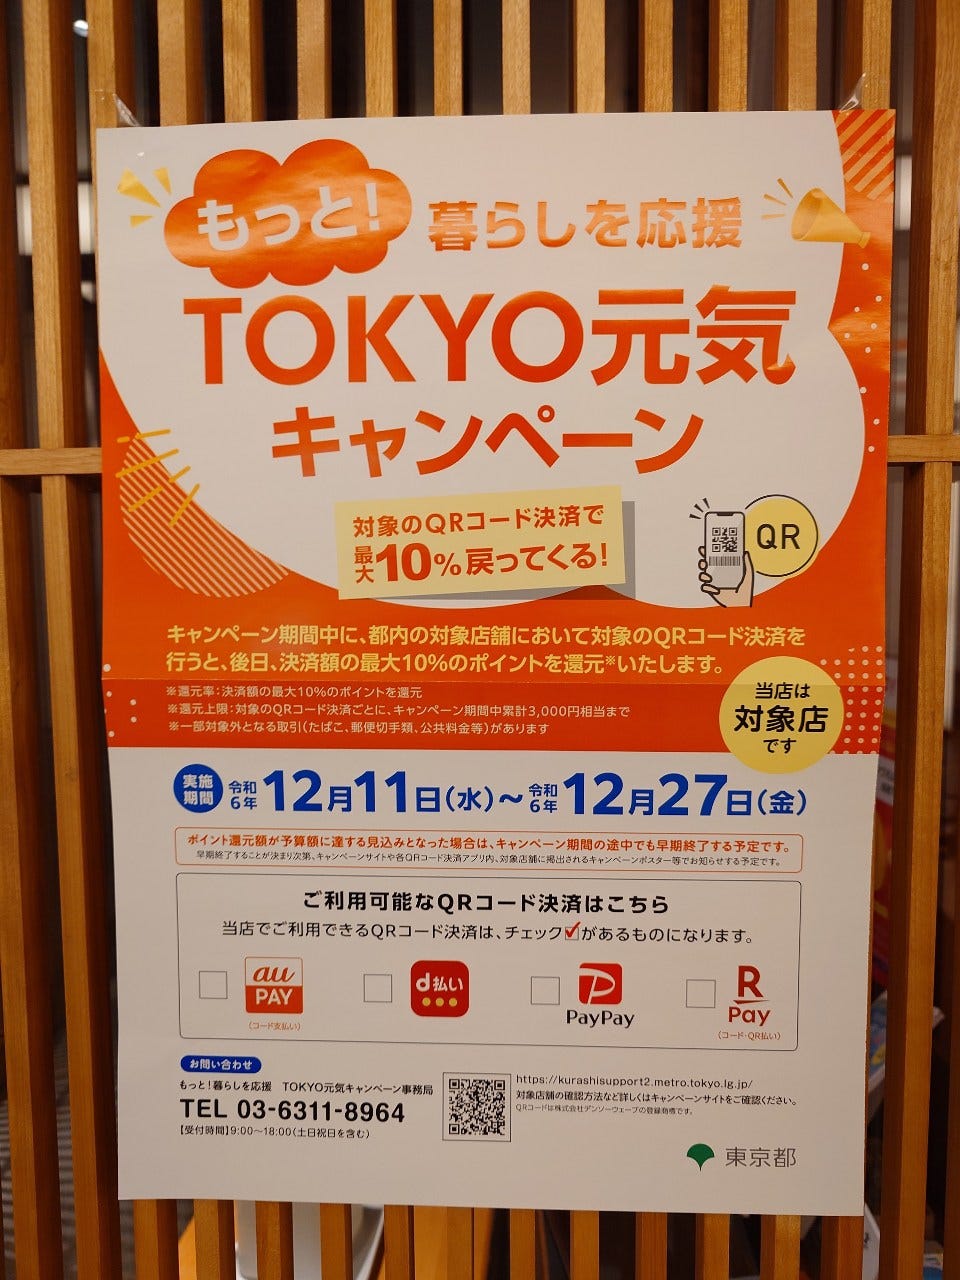 もっと!
暮らしを応援
TOKYO元気
キャンペーン
対象のQRコード決済で
最大10%戻ってくる!
QR
キャンペーン期間中に、都内の対象店舗において対象のQRコード決済を
行うと、後日、決済額の最大10%のポイントを還元※いたします。
※還元率:決済額の最大10%のポイントを還元
※還元上限:対象のQRコード決済ごとに、キャンペーン期間中累計3,000円相当まで
※一部対象外となる取引(たばこ、郵便切手類、公共料金等)があります
当店は
対象店
です
実施期間 令和6年 12月11日(水)~令和6年 12月27日(金)
ポイント還元額が予算額に達する見込みとなった場合は、キャンペーン期間の途中でも早期終了する予定です。
早期終了することが決まり次第、キャンペーンサイトや各QRコード決済アプリ内、対象店舗に掲出されるキャンペーンポスター等でお知らせする予定です。
ご利用可能なQRコード決済はこちら
当店でご利用できるQRコード決済は、チェック☑があるものになります。
au PAY
(コード支払い)
d払い
P PayPay
R Pay
(コード・QR払い)
お問い合わせ
もっと!暮らしを応援 TOKYO元気キャンペーン事務局
TEL 03-6311-8964
【受付時間】9:00~18:00(土日祝日を含む)
https://kurashisupport2.metro.tokyo.lg.jp/
対象店舗の確認方法など詳しくはキャンペーンサイトをご確認ください。
QRコードは株式会社デンソーウェーブの登録商標です。
東京都